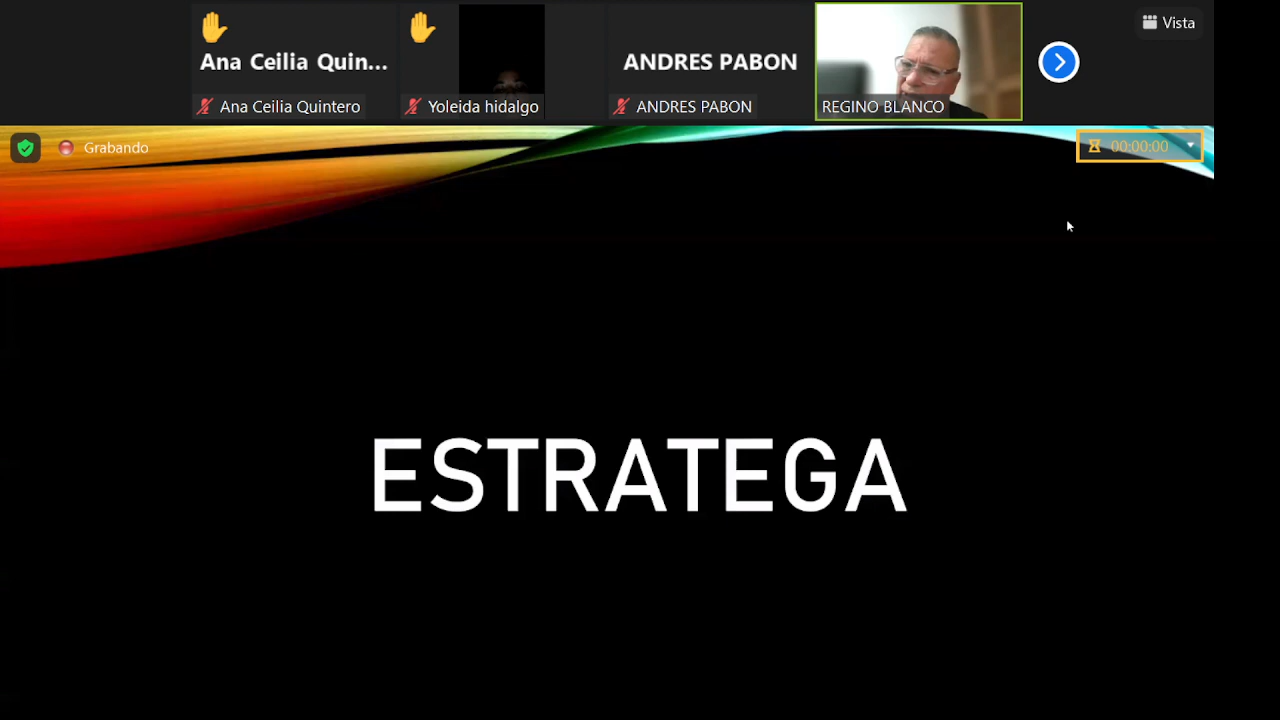 Ana Ceilia Quin...
ANDRES PABON
Vista
Ana Ceilia Quintero
Yoleida hidalgo
ANDRES PABON
REGINO BLANCO
Grabando
00:00:00
ESTRATEGA